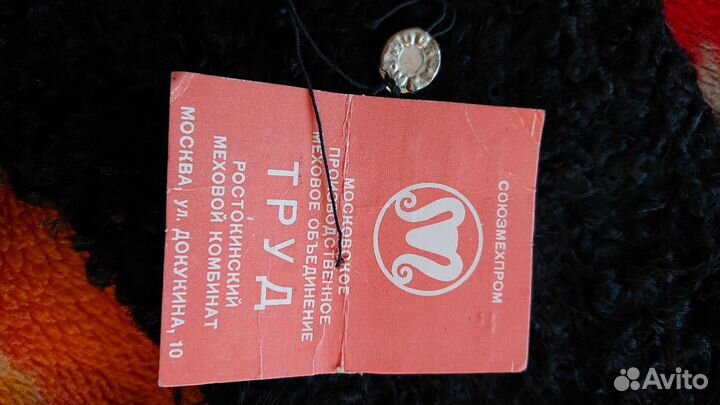 СОЮЗМЕХПРОМ
МОСКОВСКОЕ
ПРОИЗВОДСТВЕННОЕ
МЕХОВОЕ ОБЪЕДИНЕНИЕ
ТРУД
РОСТОКИНСКИЙ
МЕХОВОЙ КОМБИНАТ
МОСКВА, УЛ. ДОКУКИНА, 10
Avito